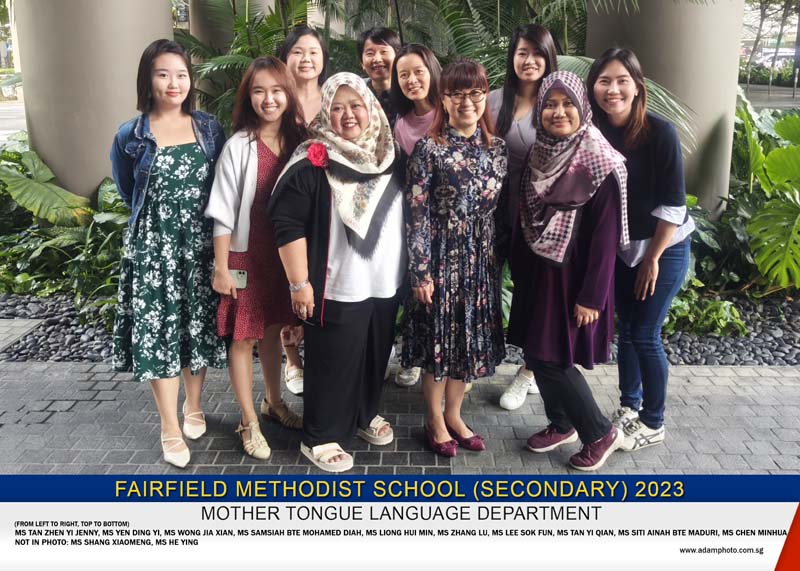 FAIRFIELD METHODIST SCHOOL (SECONDARY) 2023
MOTHER TONGUE LANGUAGE DEPARTMENT
(FROM LEFT TO RIGHT, TOP TO BOTTOM)
MS TAN ZHEN YI JENNY, MS YEN DING YI, MS WONG JIA XIAN, MS SAMSIAH BTE MOHAMED DIAH, MS LIONG HUI MIN, MS ZHANG LU, MS LEE SOK FUN, MS TAN YI QIAN, MS SITI AINAH BTE MADURI, MS CHEN MINHUA
NOT IN PHOTO: MS SHANG XIAOMENG, MS HE YING
www.adamphoto.com.sg